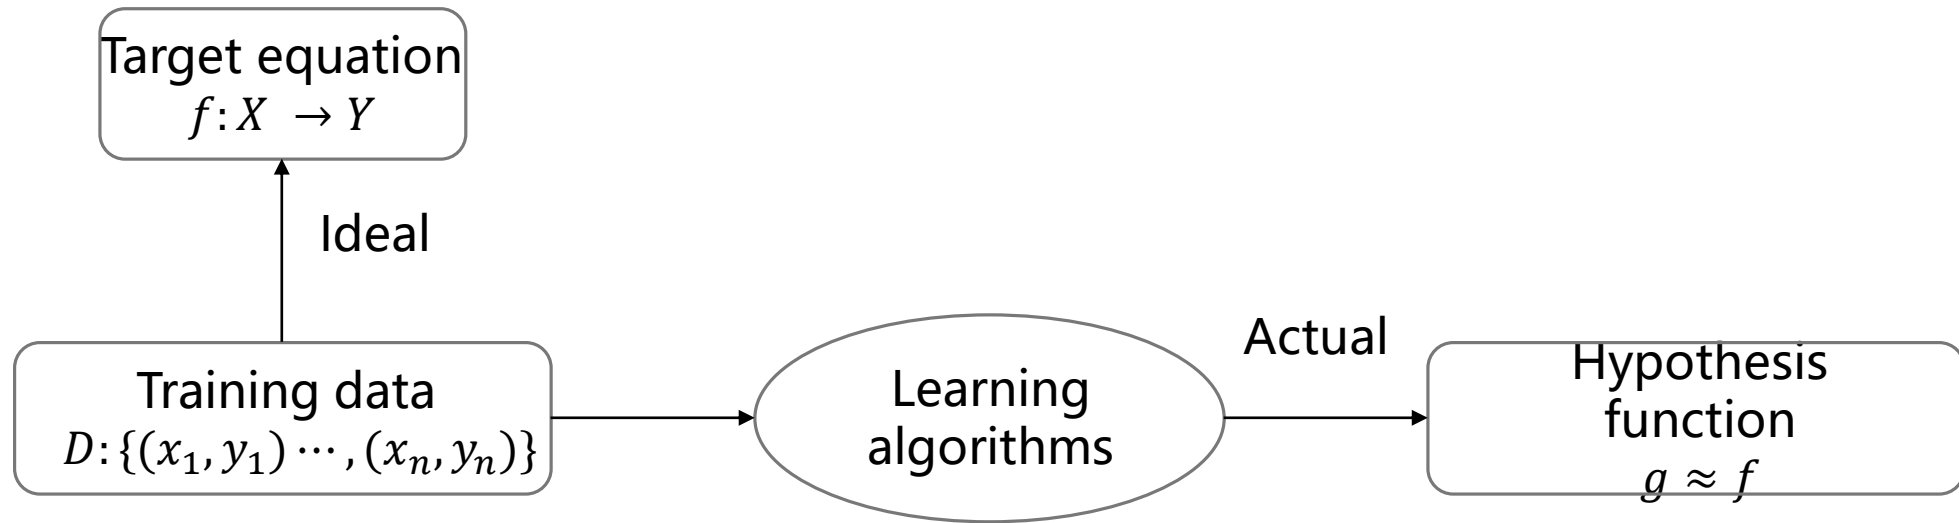 Target equation
f: X → Y
Ideal
Training data
D: {(x₁, y₁) ⋯ , (xₙ, yₙ)}
Learning
algorithms
Actual
Hypothesis
function
g ≈ f